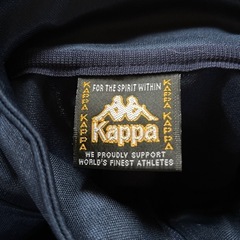 FOR THE SPIRIT WITHIN
KAPPA KAPPA
KAPPA KAPPA
Kappa
WE PROUDLY SUPPORT
WORLD'S FINEST ATHLETES